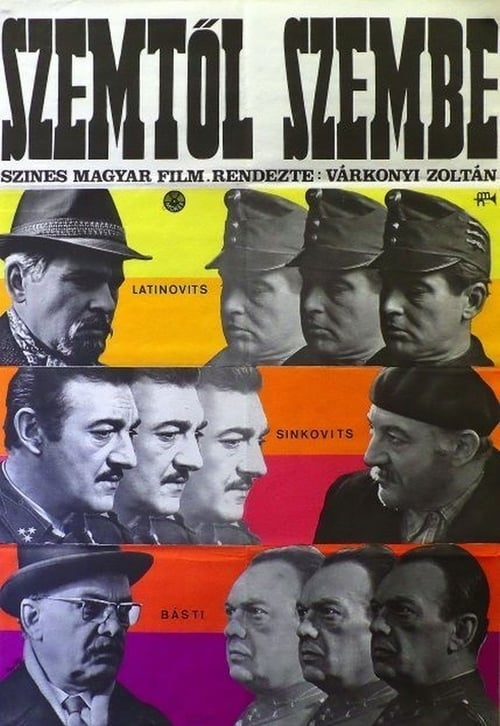 SZEMTŐL SZEMBE
SZINES MAGYAR FILM. RENDEZTE: VÁRKONYI ZOLTÁN
LATINOVITS
SINKOVITS
BÁSTI